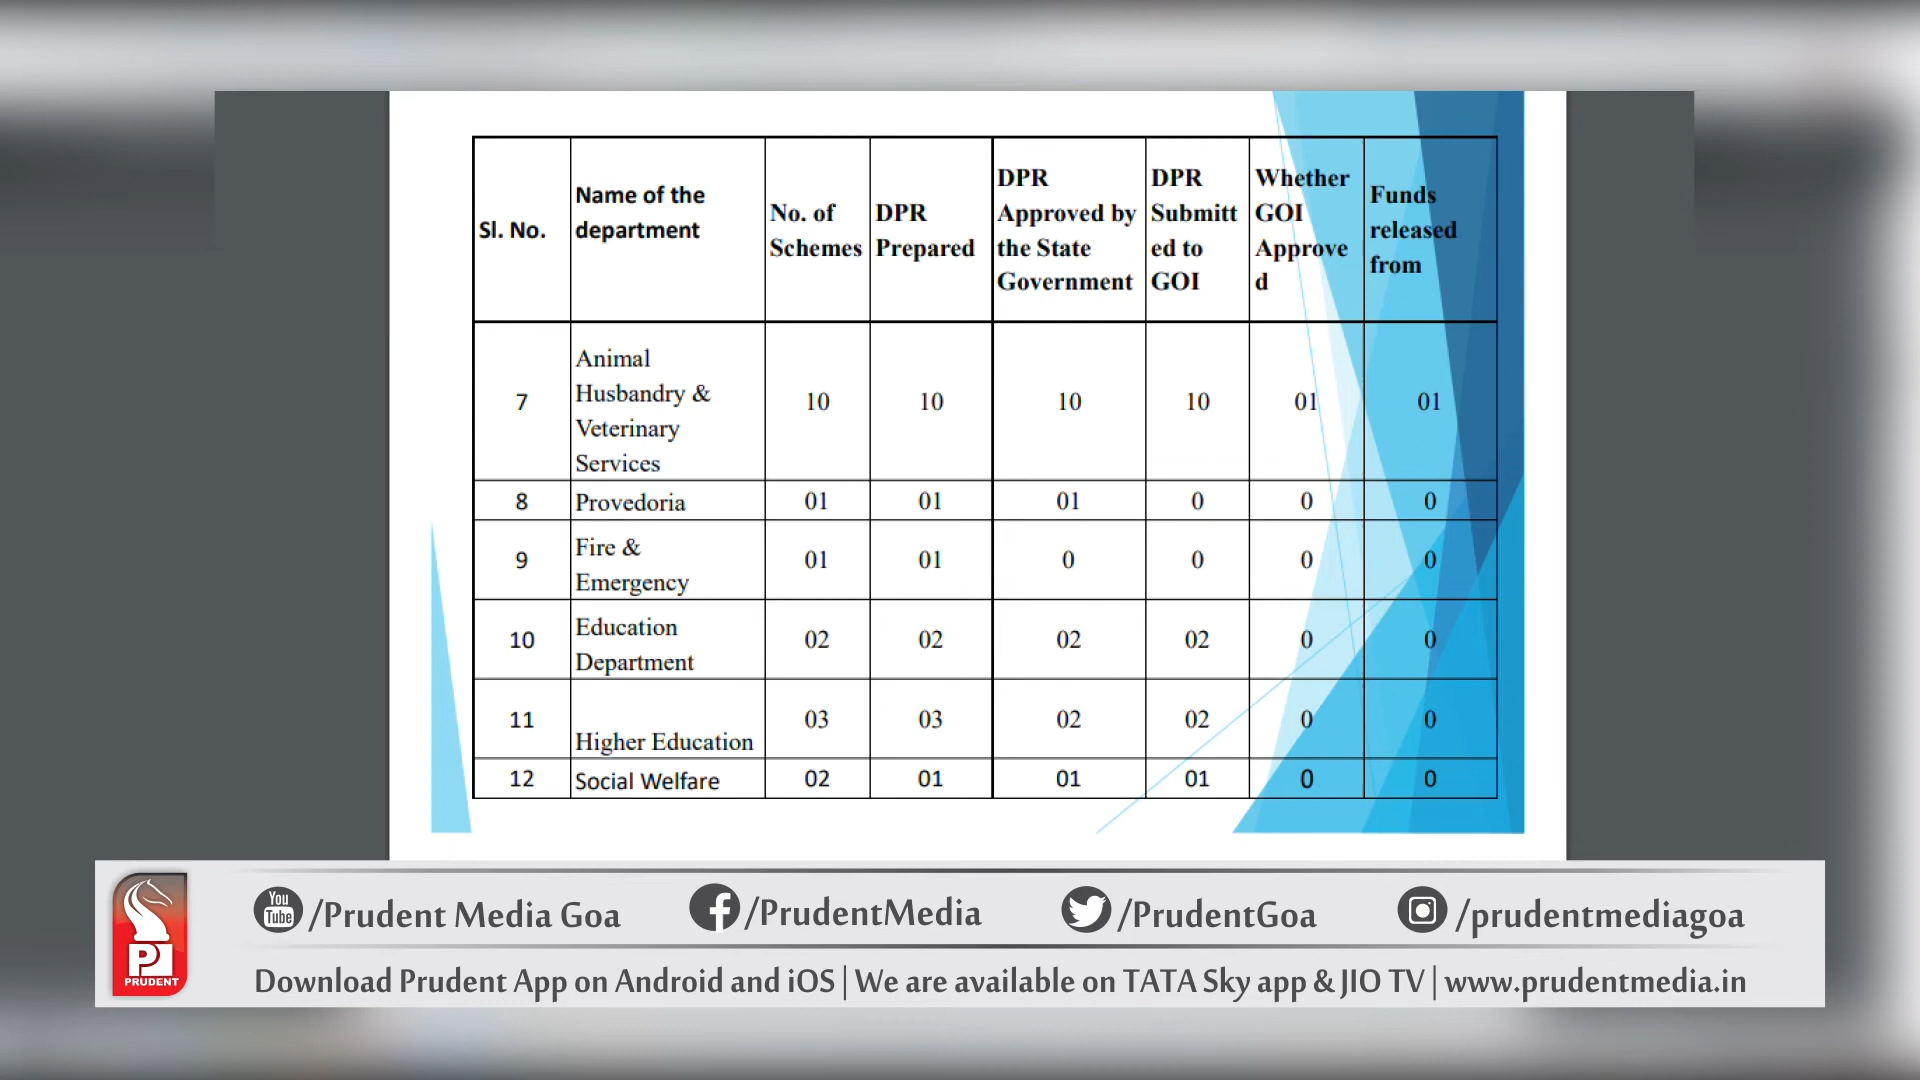 Sl. No.
Name of the
department
No. of
Schemes
DPR
Prepared
DPR
Approved by
the State
Government
DPR
Submitt
ed to
GOI
Whether
GOI
Approve
d
Funds
released
from
7
Animal
Husbandry &
Veterinary
Services
10
10
10
10
01
01
8
Provedoria
01
01
01
0
0
0
9
Fire &
Emergency
01
01
0
0
0
0
10
Education
Department
02
02
02
02
0
0
11
Higher Education
03
03
02
02
0
0
12
Social Welfare
02
01
01
01
0
0
PRUDENT
You
Tube
/Prudent Media Goa
/PrudentMedia
/PrudentGoa
/prudentmediagoa
Download Prudent App on Android and iOS | We are available on TATA Sky app & JIO TV | www.prudentmedia.in